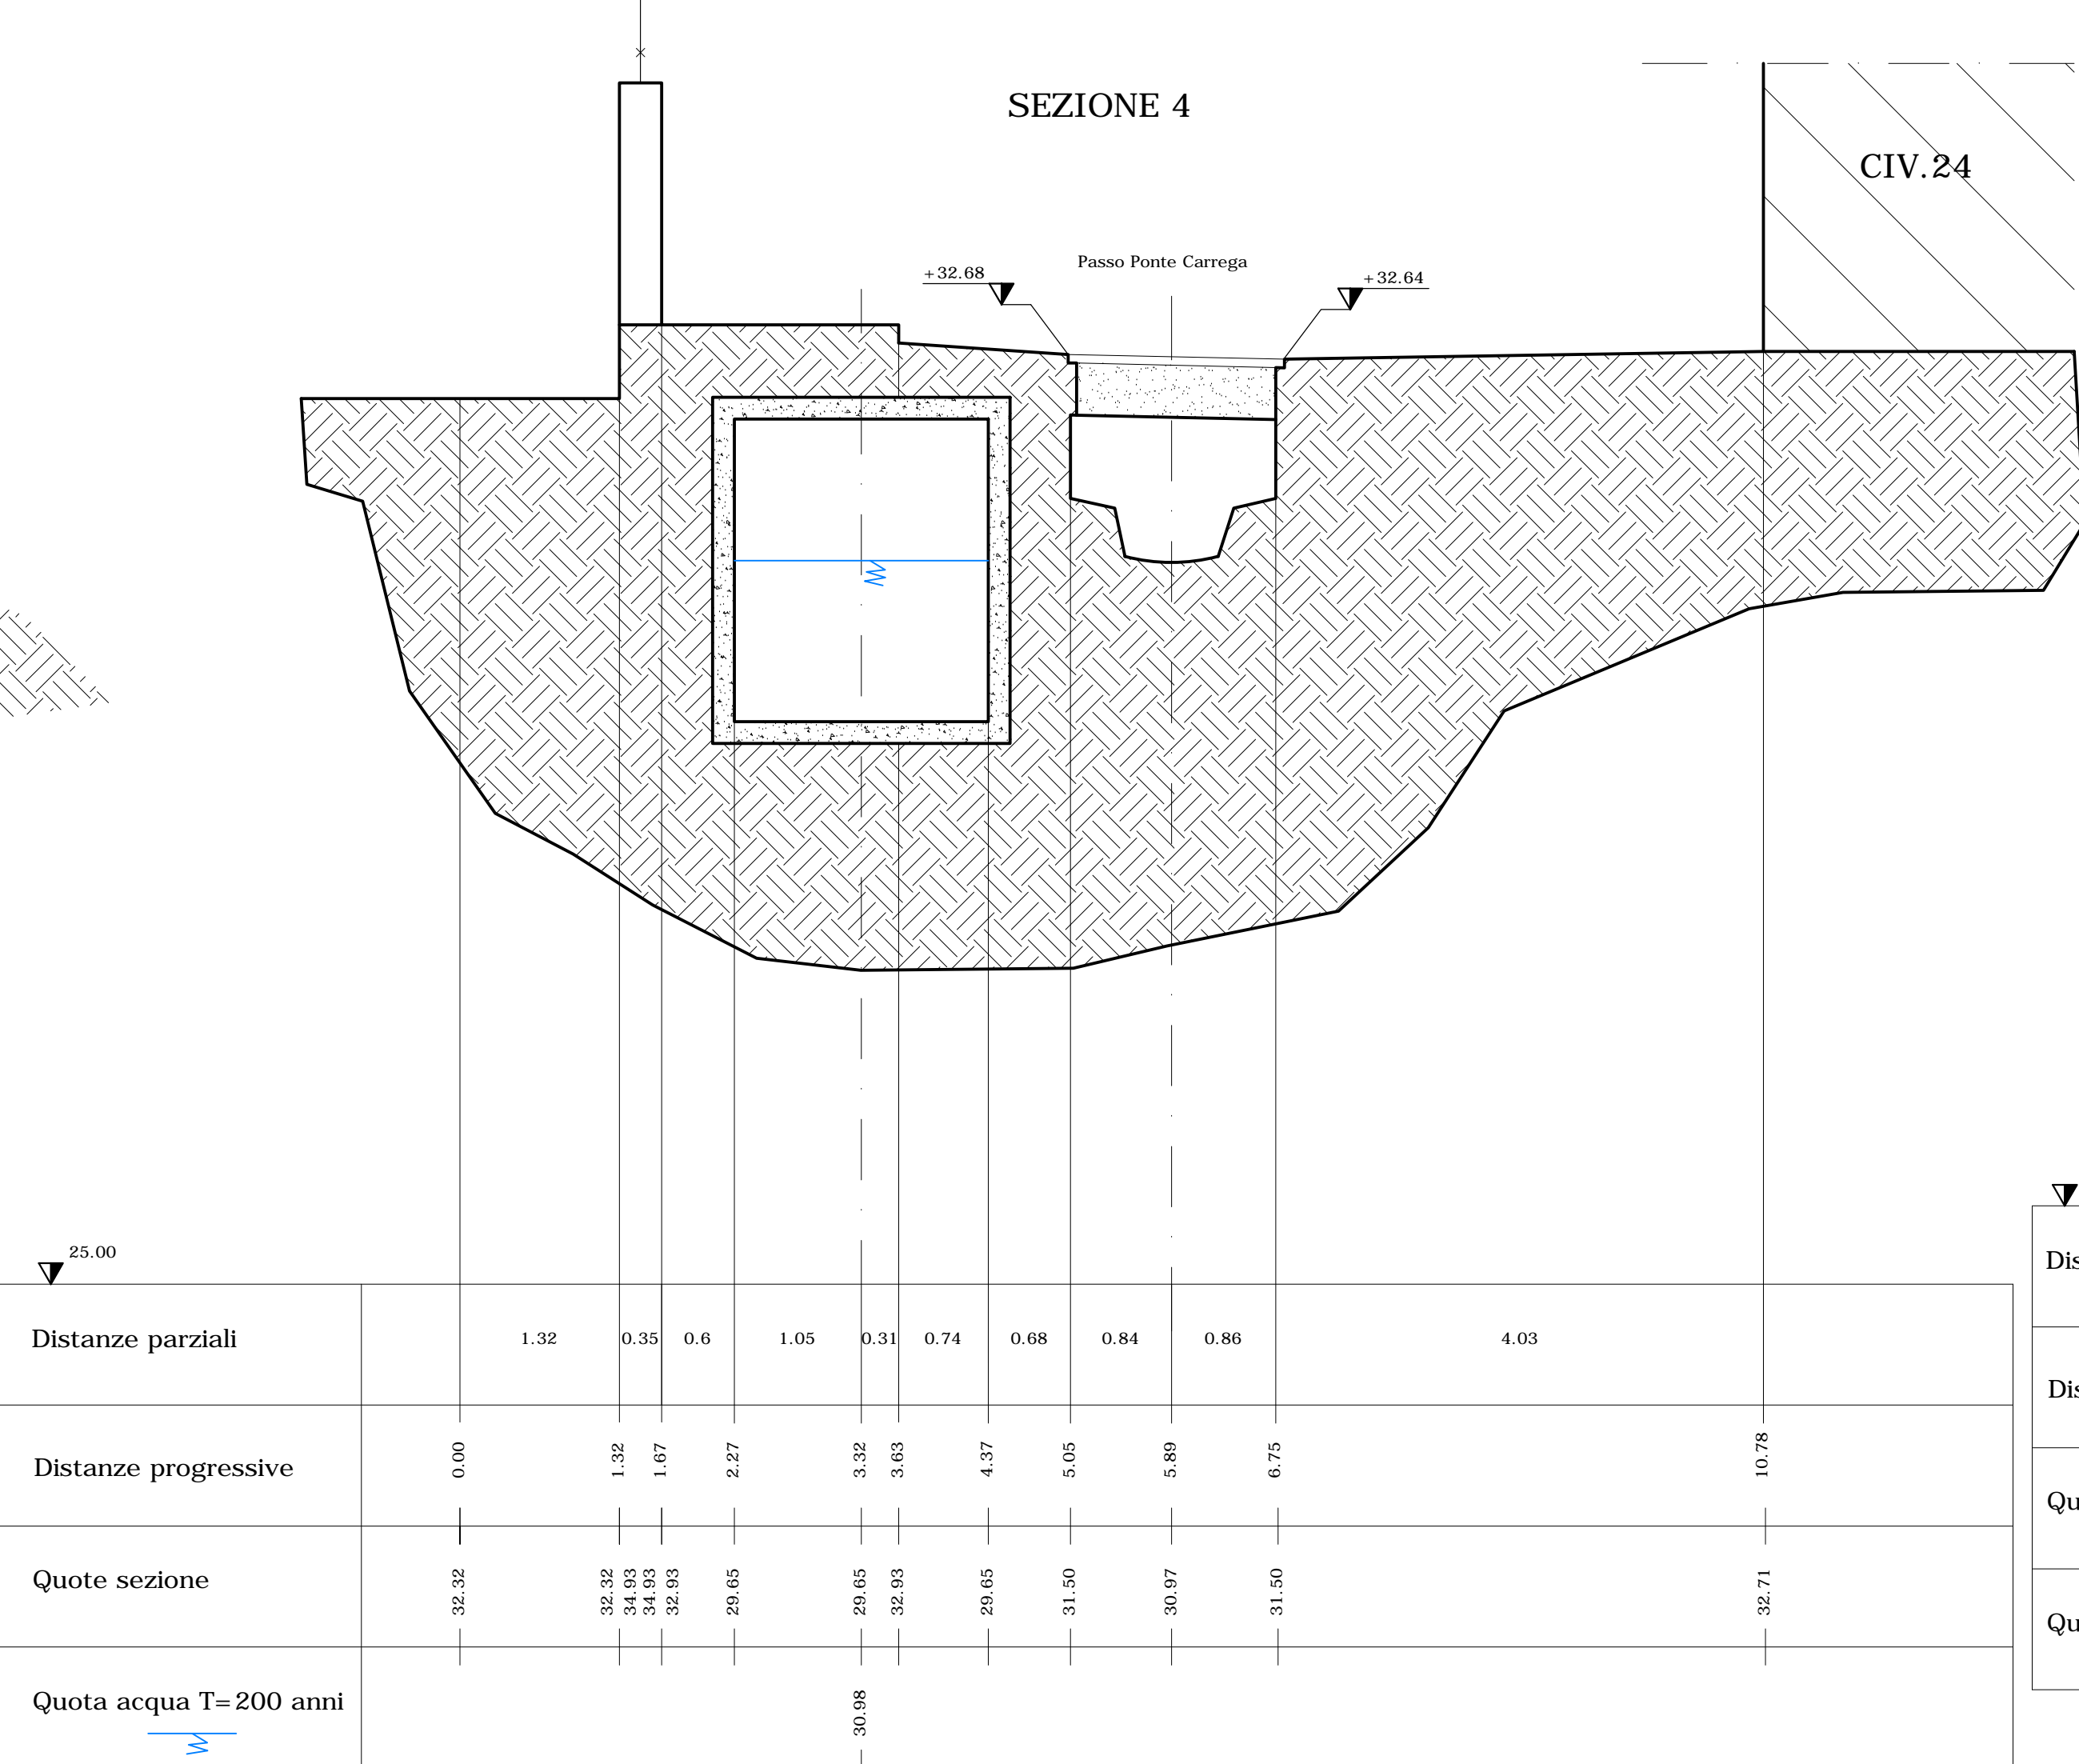 SEZIONE 4
CIV.24
Passo Ponte Carrega
+32.68
+32.64
25.00
Distanze parziali 1.32 0.35 0.6 1.05 0.31 0.74 0.68 0.84 0.86 4.03
Distanze progressive 0.00 1.32 1.67 2.27 3.32 3.63 4.37 5.05 5.89 6.75 10.78
Quote sezione 32.32 32.32 34.93 34.93 32.93 29.65 29.65 32.93 29.65 31.50 30.97 31.50 32.71
Quota acqua T=200 anni 30.98
Dis
Dis
Qu
Qu